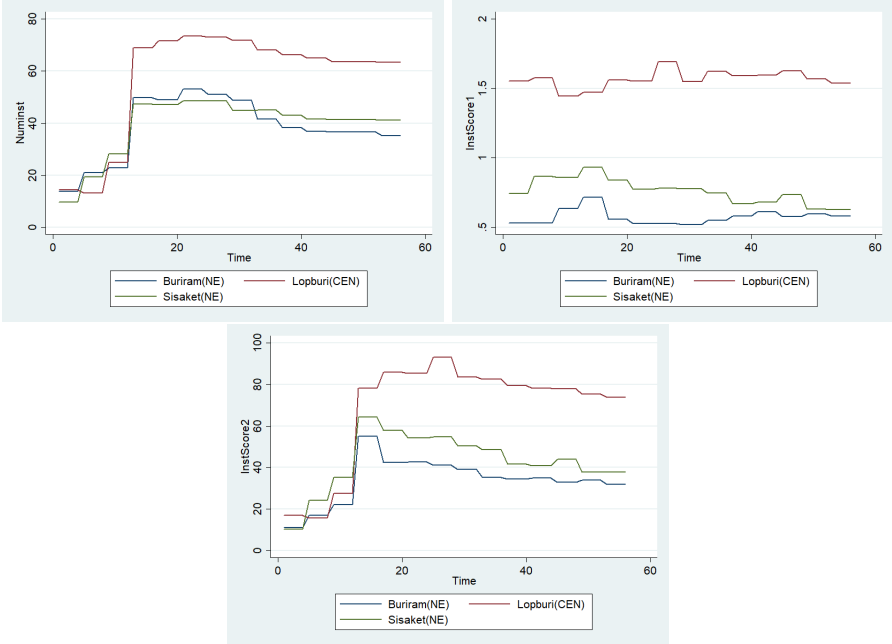 80
60
40
20
0
Numinst
0 20 40 60
Time
Buriram(NE) Lopburi(CEN)
Sisaket(NE)
2
1.5
1
.5
InstScore1
0 20 40 60
Time
Buriram(NE) Lopburi(CEN)
Sisaket(NE)
100
80
60
40
20
0
InstScore2
0 20 40 60
Time
Buriram(NE) Lopburi(CEN)
Sisaket(NE)